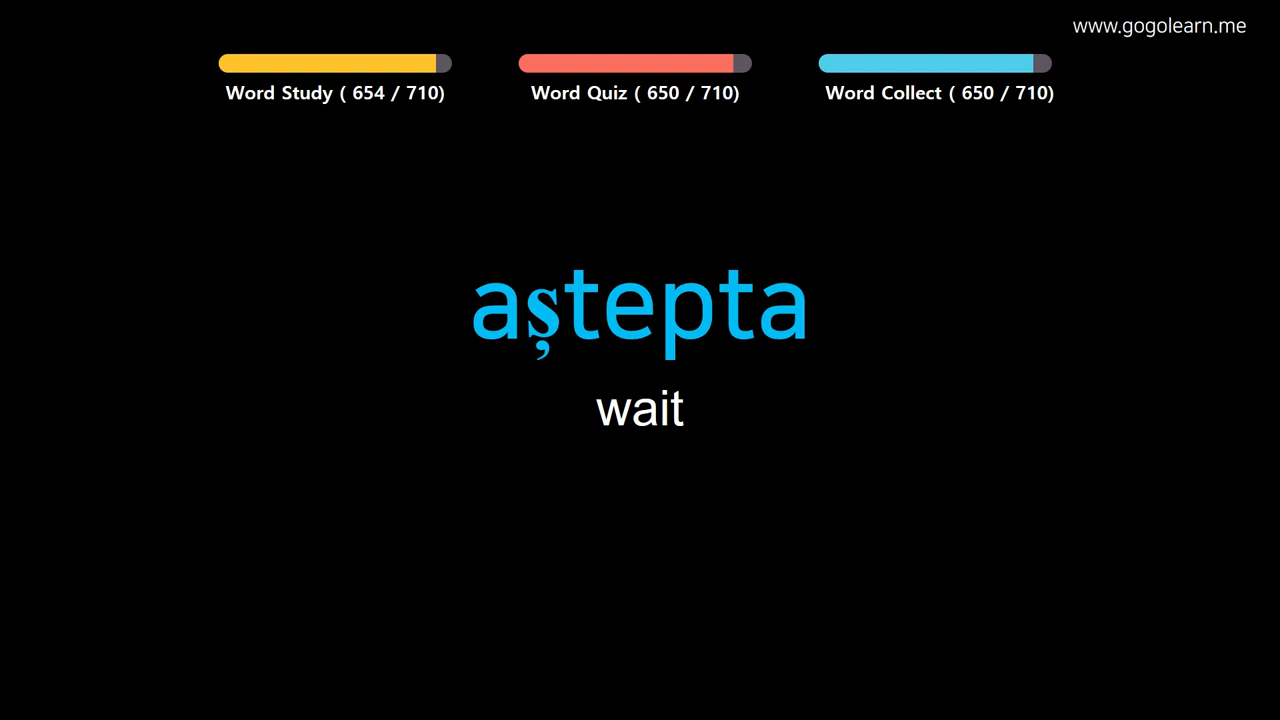 www.gogolearn.me
Word Study ( 654 / 710)
Word Quiz ( 650 / 710)
Word Collect ( 650 / 710)
aștepta
wait